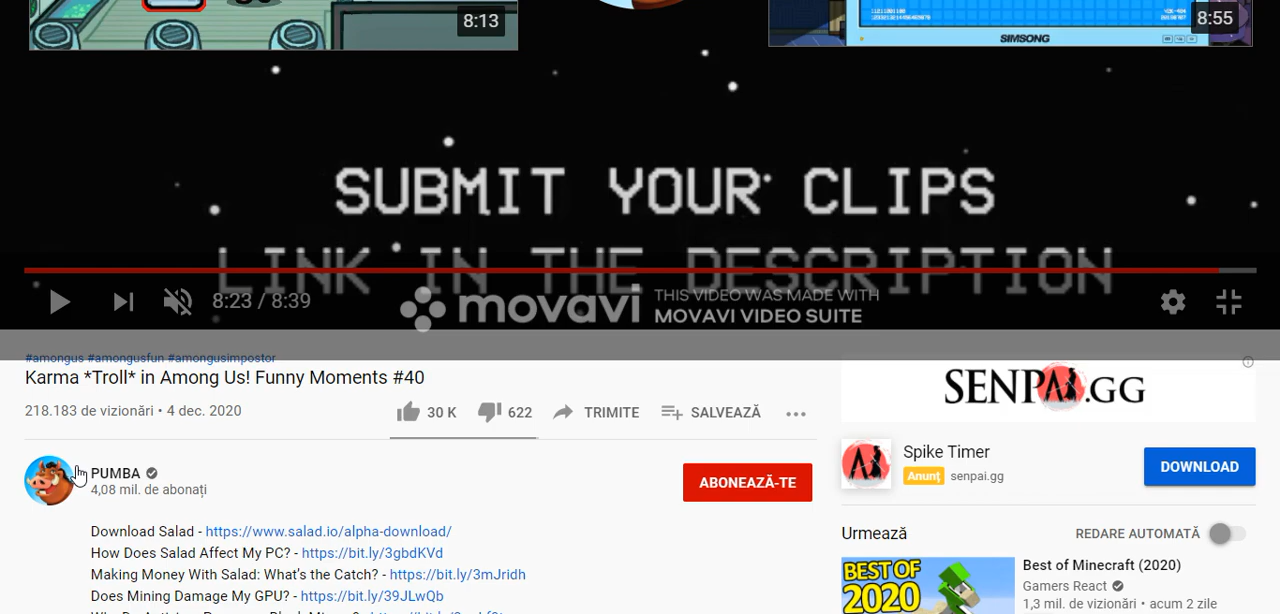 8:13
8:55
SIMSONG
SUBMIT YOUR CLIPS
LINK IN THE DESCRIPTION
8:23 / 8:39
movavi
THIS VIDEO WAS MADE WITH
MOVAVI VIDEO SUITE
#amongus #amongusfun #amongusimpostor
Karma *Troll* in Among Us! Funny Moments #40
218.183 de vizionări • 4 dec. 2020
30 K
622
TRIMITE
SALVEAZĂ
PUMBA
4,08 mil. de abonați
ABONEAZĂ-TE
Download Salad - https://www.salad.io/alpha-download/
How Does Salad Affect My PC? - https://bit.ly/3gbdKVd
Making Money With Salad: What's the Catch? - https://bit.ly/3mJridh
Does Mining Damage My GPU? - https://bit.ly/39JLwQb
SENPAI.GG
Spike Timer
Anunț senpai.gg
DOWNLOAD
Urmează
REDARE AUTOMATĂ
BEST OF
2020
Best of Minecraft (2020)
Gamers React
1,3 mil. de vizionări • acum 2 zile